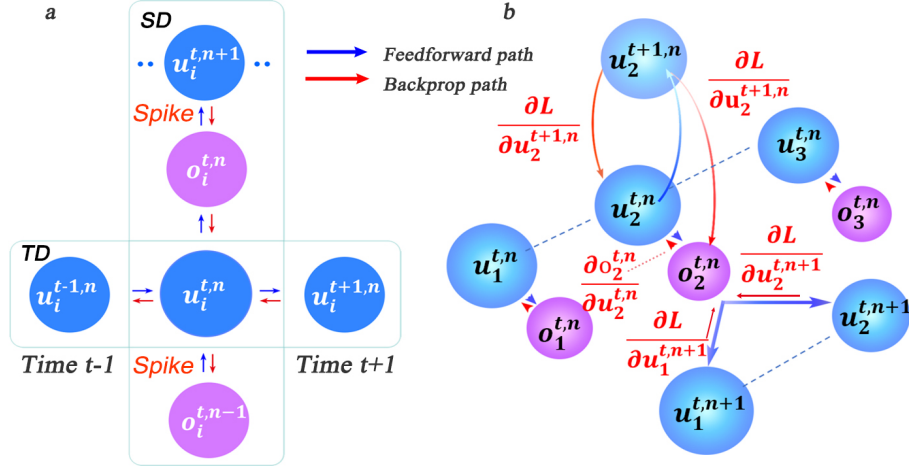 a
SD
u_i^{t,n+1}
Feedforward path
Backprop path
Spike
o_i^{t,n}
TD
u_i^{t-1,n}
u_i^{t,n}
u_i^{t+1,n}
Time t-1
Spike
Time t+1
o_i^{t,n-1}
b
u_2^{t+1,n}
∂L
∂u_2^{t+1,n}
∂L
∂u_2^{t+1,n}
u_3^{t,n}
u_2^{t,n}
o_3^{t,n}
u_1^{t,n}
∂o_2^{t,n}
∂u_2^{t,n}
o_2^{t,n}
∂L
∂u_2^{t,n+1}
o_1^{t,n}
∂L
∂u_1^{t,n+1}
u_2^{t,n+1}
u_1^{t,n+1}